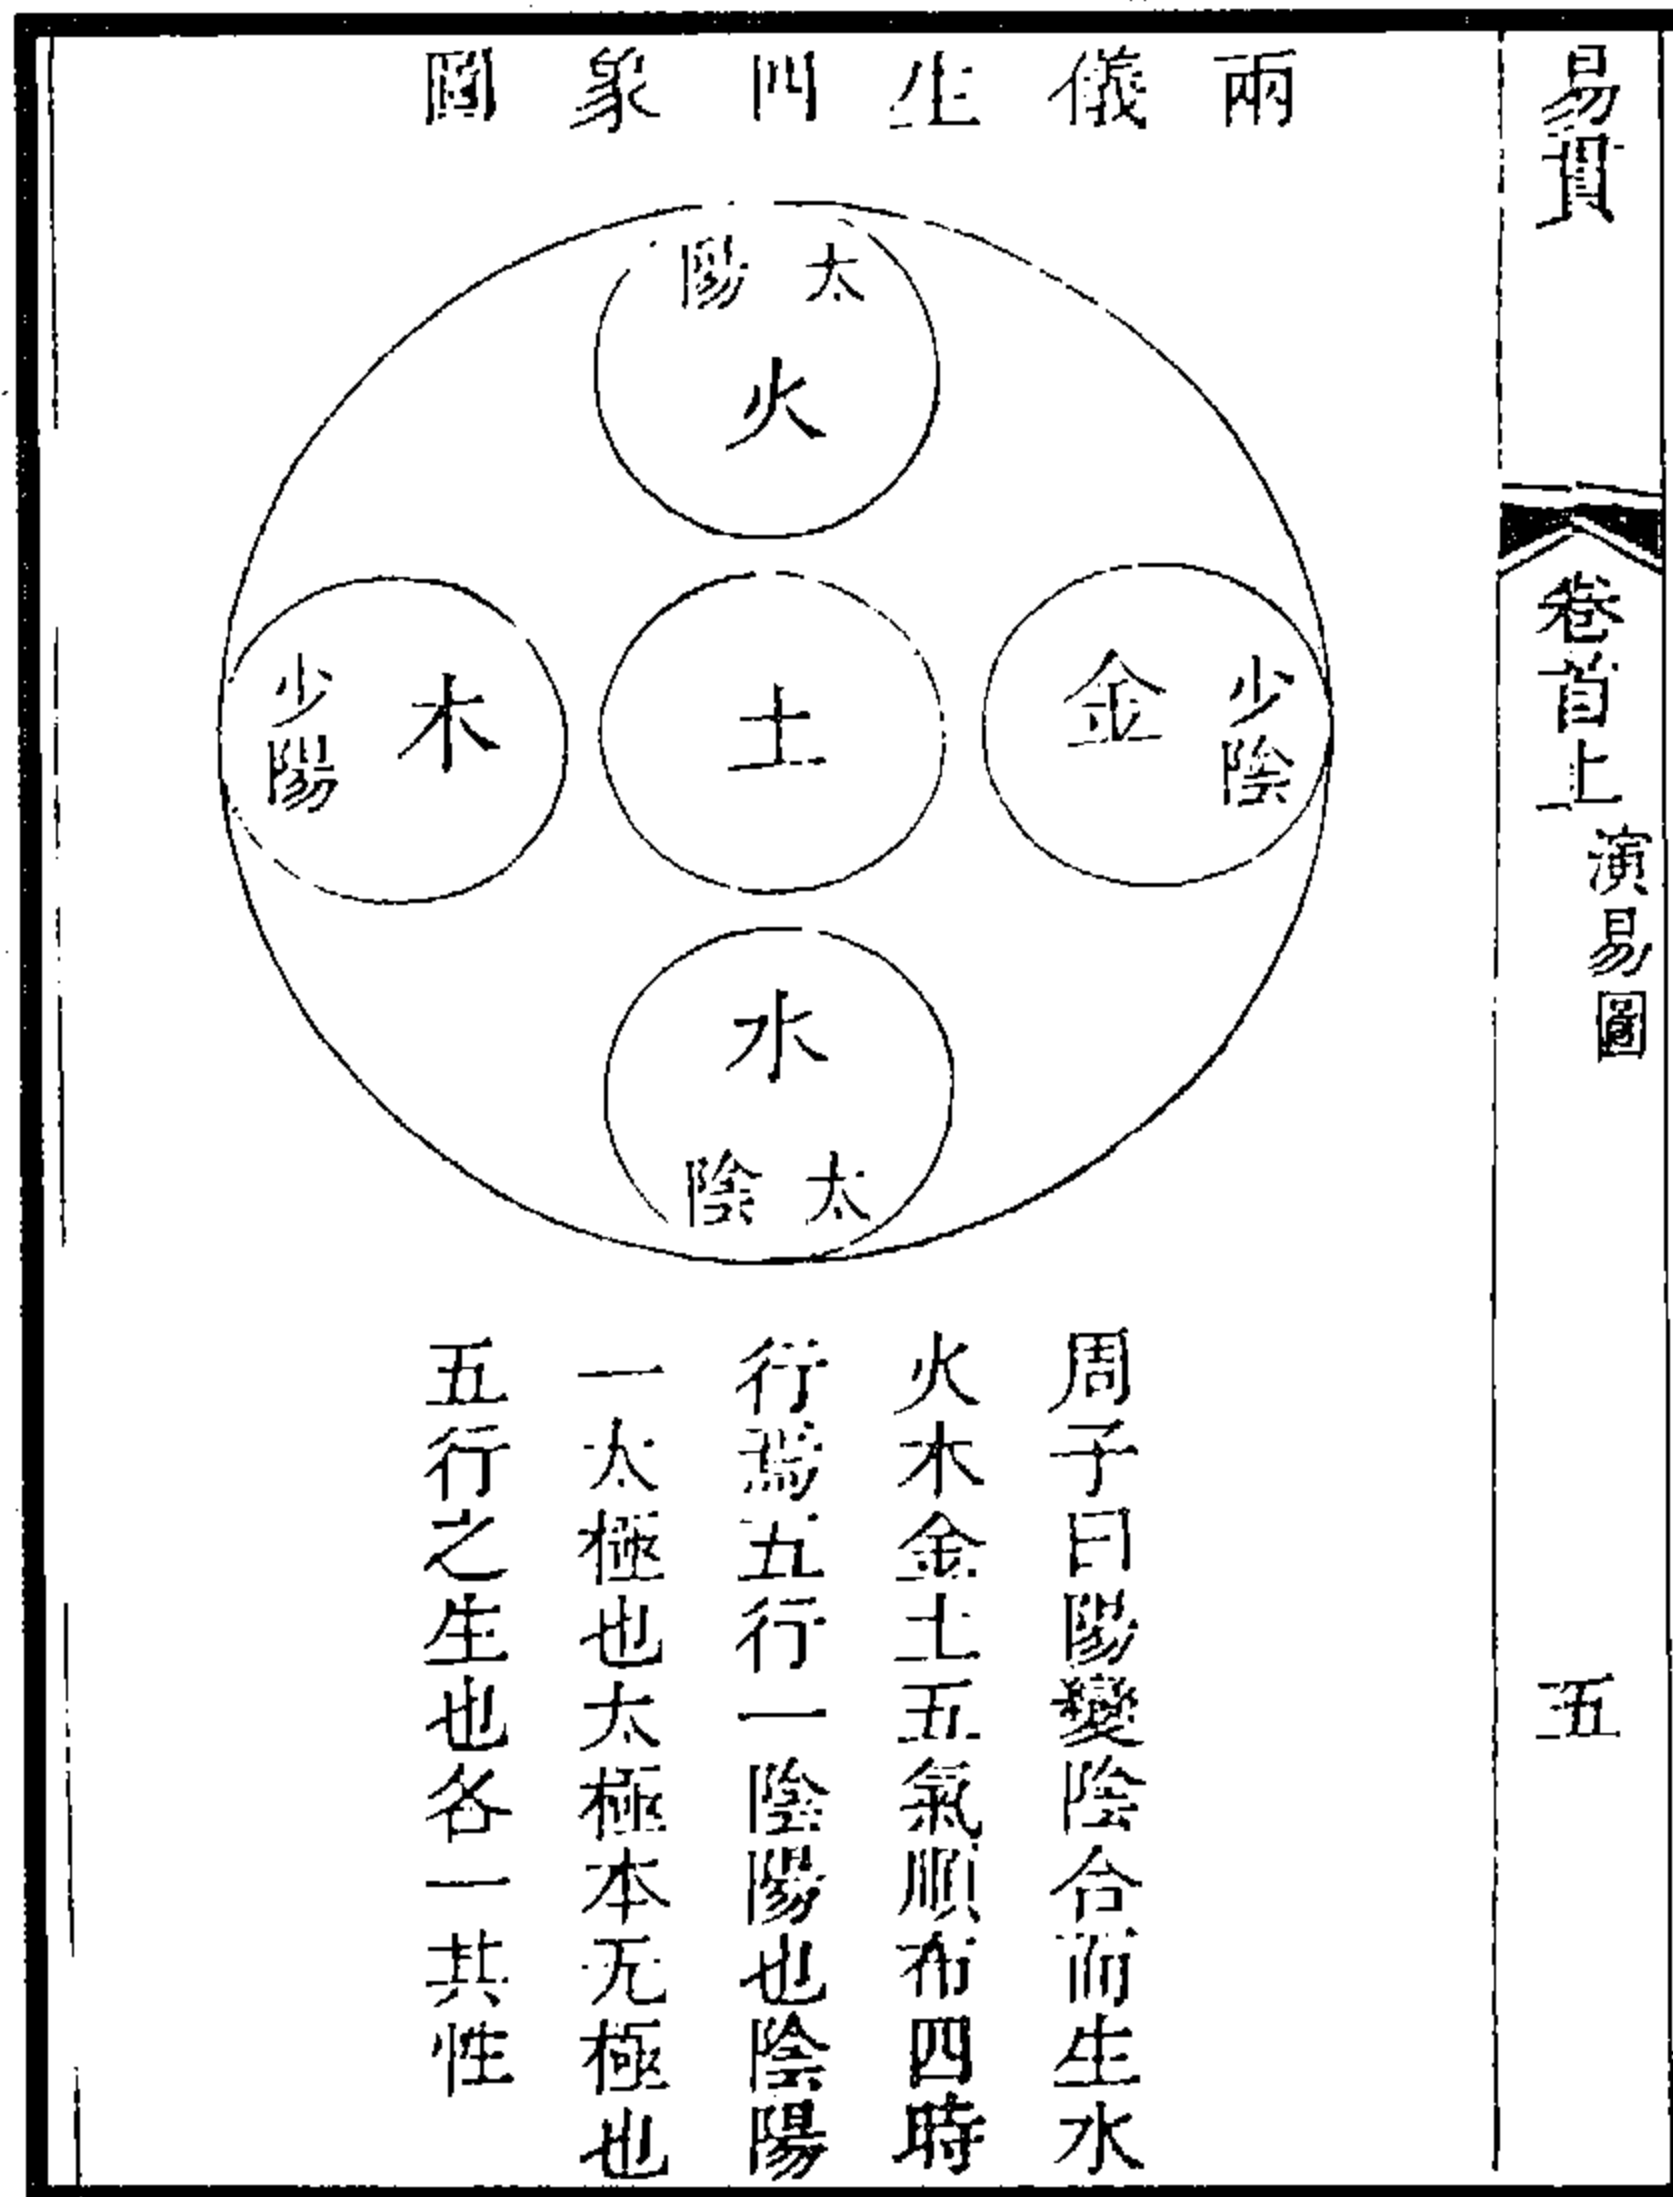 易貫
卷首上
演易圖
五
兩儀生四象圖
太陽
火
少陰
金
土
木
少陽
水
太陰
周子曰陽變陰合而生水
火木金土五氣順布四時
行焉五行一陰陽也陰陽
一太極也太極本无極也
五行之生也各一其性